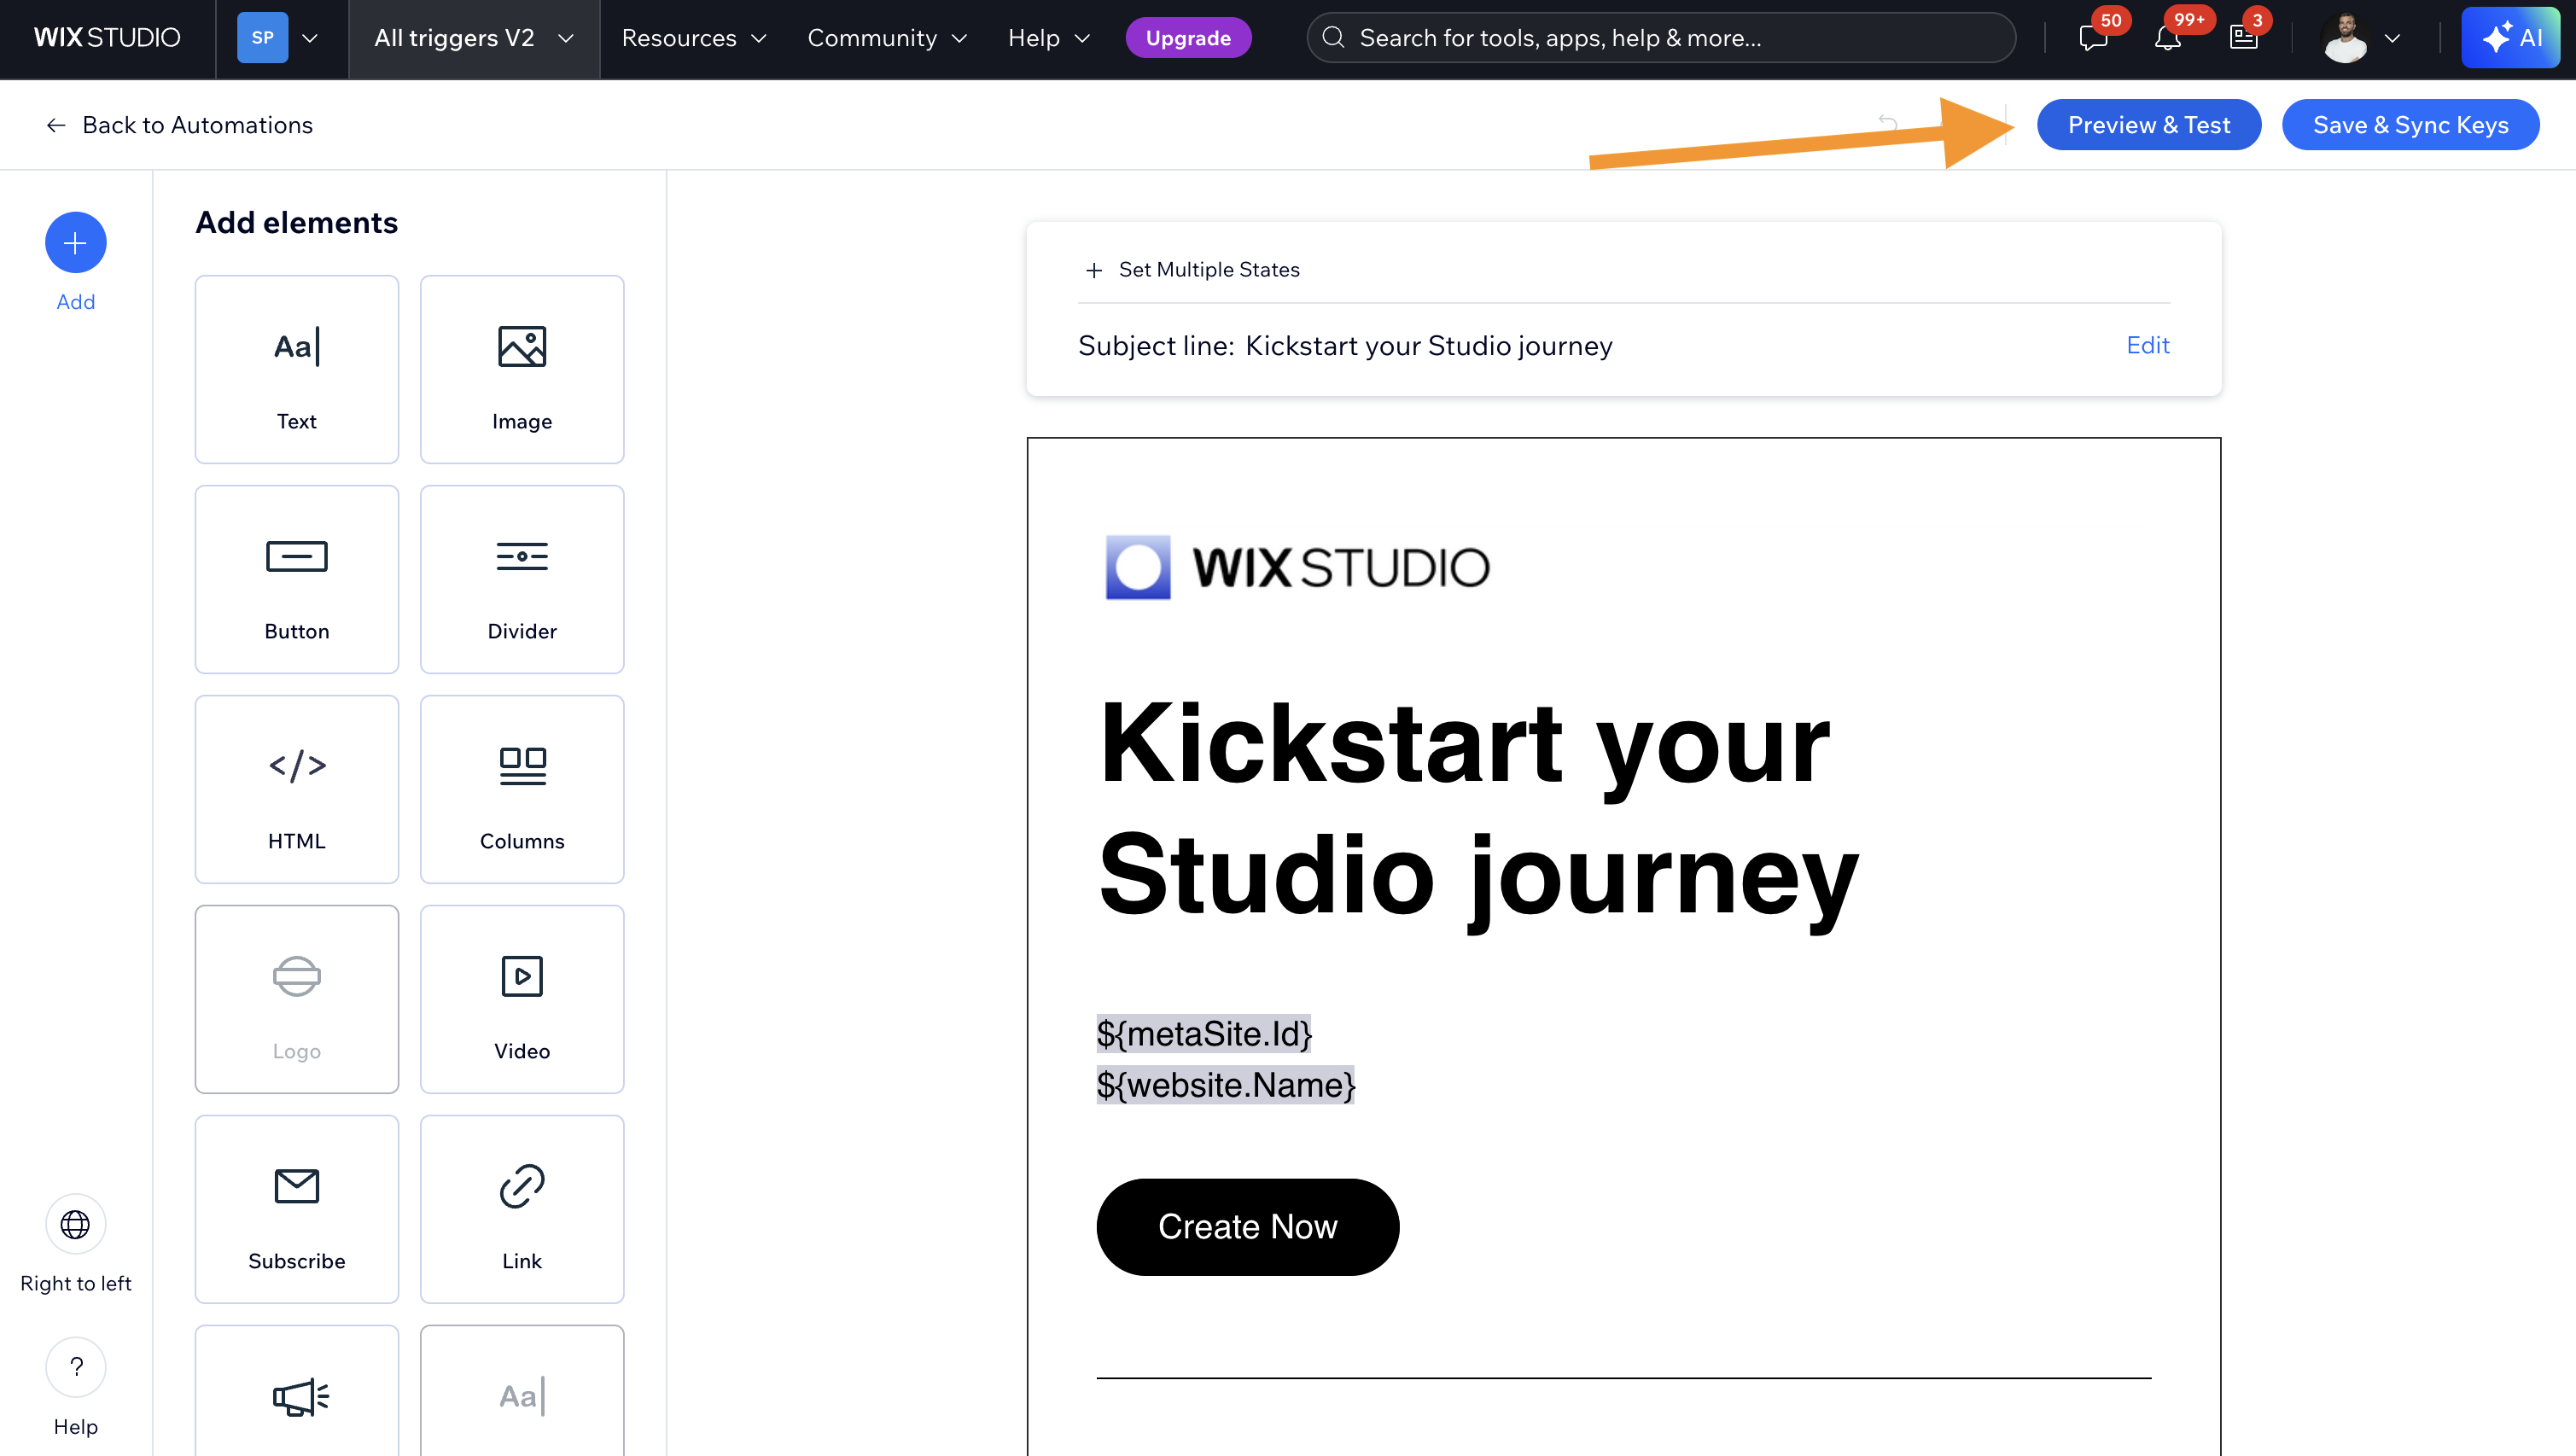 WIX STUDIO
SP
All triggers V2
Resources
Community
Help
Upgrade
Search for tools, apps, help & more...
50
99+
3
AI
Back to Automations
Preview & Test
Save & Sync Keys
Add
Add elements
Text
Image
Button
Divider
HTML
Columns
Logo
Video
Subscribe
Link
Aa
Aa
Right to left
?
Help
Set Multiple States
Subject line: Kickstart your Studio journey
Edit
WIX STUDIO
Kickstart your
Studio journey
${metaSite.Id}
${website.Name}
Create Now